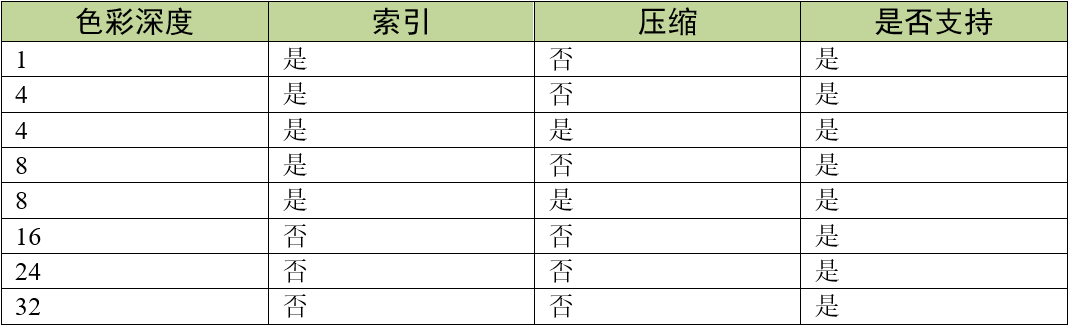 色彩深度 索引 压缩 是否支持
1 是 否 是
4 是 否 是
4 是 是 是
8 是 否 是
8 是 是 是
16 否 否 是
24 否 否 是
32 否 否 是